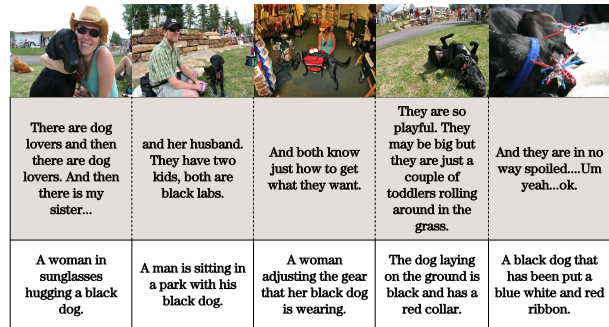 There are dog
lovers and then
there are dog
lovers. And then
there is my
sister...
and her husband.
They have two
kids, both are
black labs.
And both know
just how to get
what they want.
They are so
playful. They
may be big but
they are just a
couple of
toddlers rolling
around in the
grass.
And they are in no
way spoiled....Um
yeah...ok.
A woman in
sunglasses
hugging a black
dog.
A man is sitting in
a park with his
black dog.
A woman
adjusting the gear
that her black dog
is wearing.
The dog laying
on the ground is
black and has a
red collar.
A black dog that
has been put a
blue white and red
ribbon.